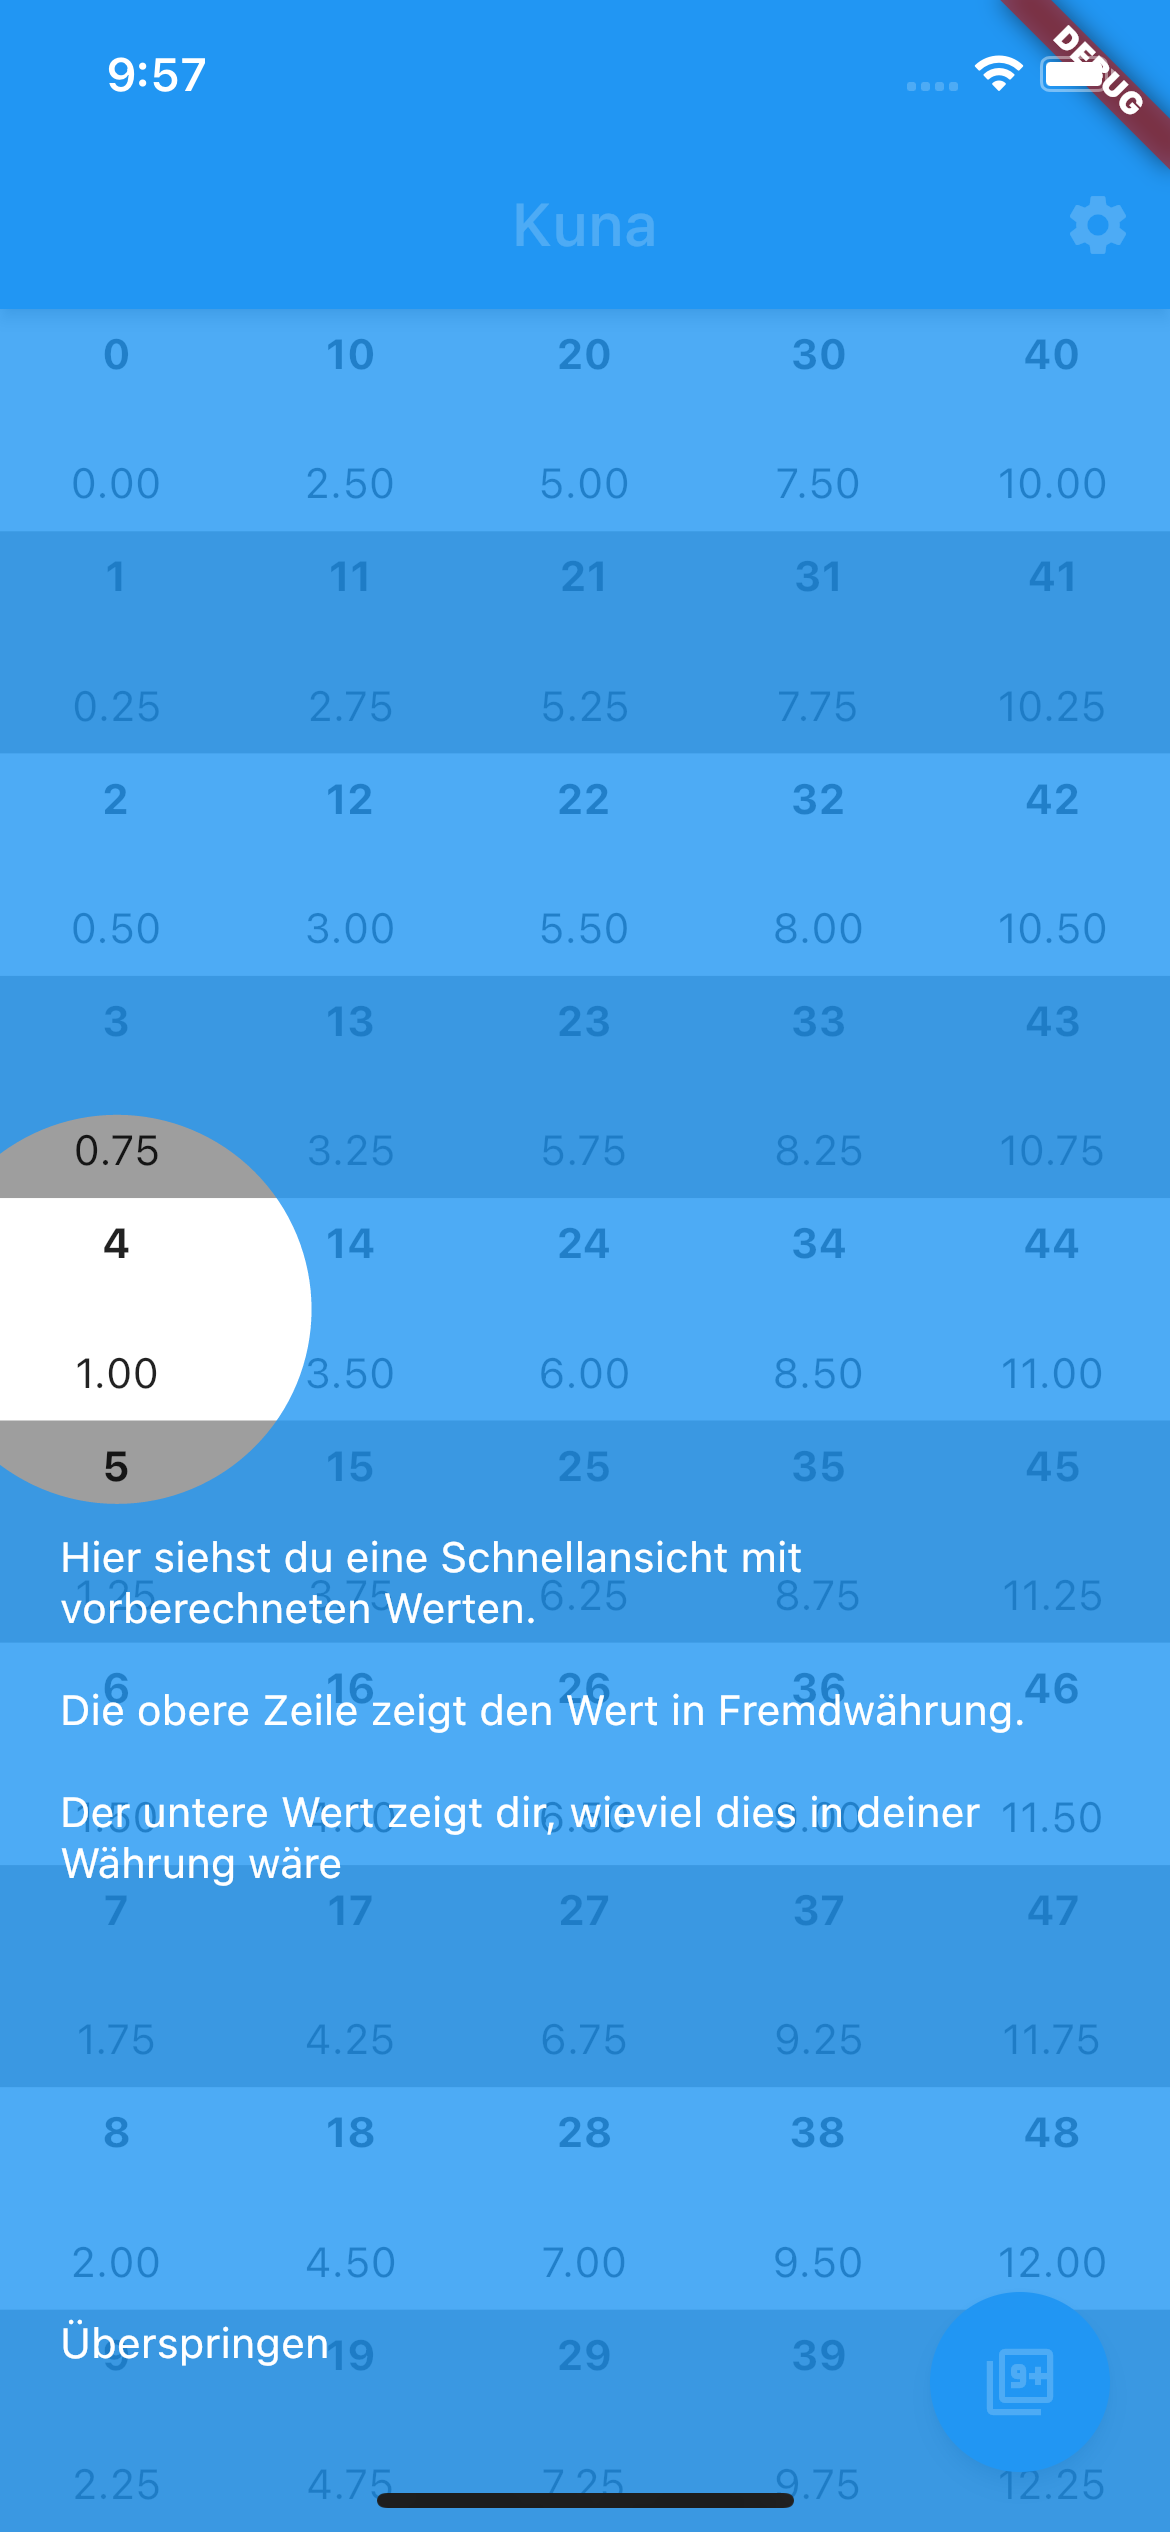 9:57
DEBUG
Kuna
0 10 20 30 40
0.00 2.50 5.00 7.50 10.00
1 11 21 31 41
0.25 2.75 5.25 7.75 10.25
2 12 22 32 42
0.50 3.00 5.50 8.00 10.50
3 13 23 33 43
0.75 3.25 5.75 8.25 10.75
4 14 24 34 44
1.00 3.50 6.00 8.50 11.00
5 15 25 35 45
Hier siehst du eine Schnellansicht mit
1.25 3.75 6.25 8.75 11.25
vorberechneten Werten.
6 16 26 36 46
Die obere Zeile zeigt den Wert in Fremdwährung.
Der untere Wert zeigt dir, wieviel dies in deiner
1.50 4.00 6.50 9.00 11.50
Währung wäre
7 17 27 37 47
1.75 4.25 6.75 9.25 11.75
8 18 28 38 48
2.00 4.50 7.00 9.50 12.00
Überspringen
9 19 29 39
9+
2.25 4.75 7.25 9.75 12.25